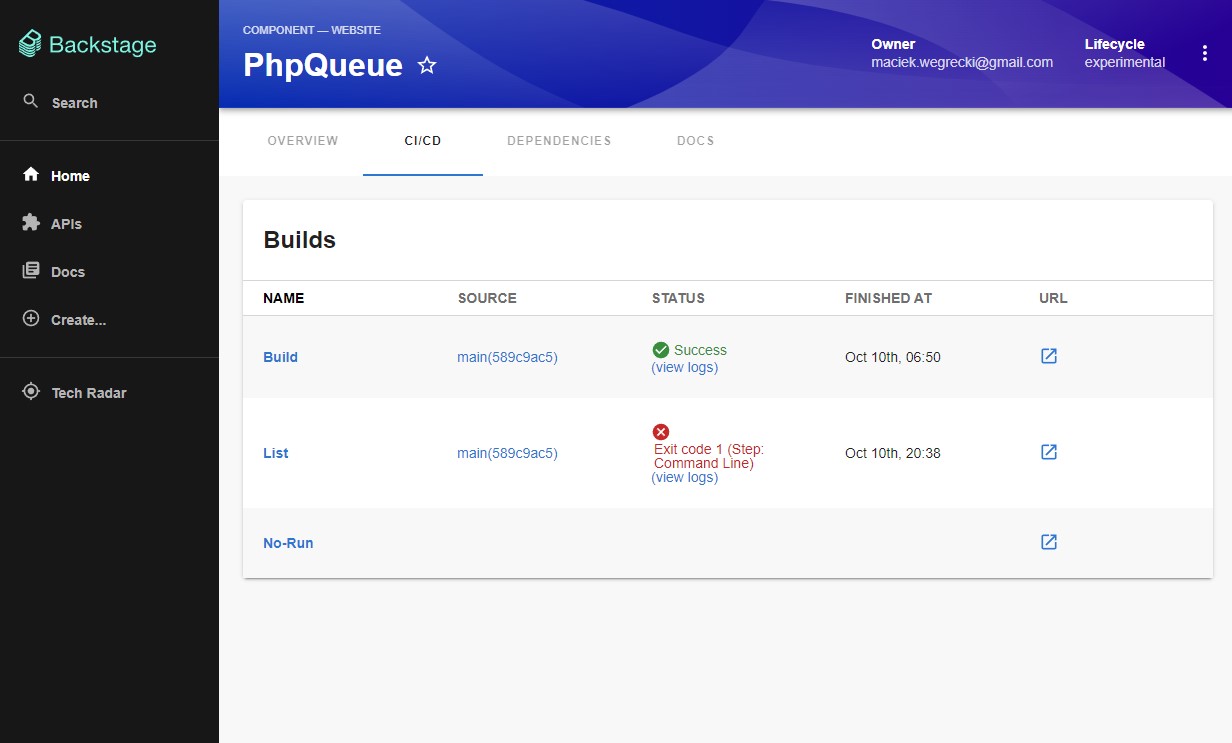 Backstage
Search
Home
APIs
Docs
Create...
Tech Radar
COMPONENT — WEBSITE
PhpQueue
Owner
maciek.wegrecki@gmail.com
Lifecycle
experimental
OVERVIEW CI/CD DEPENDENCIES DOCS
Builds
NAME SOURCE STATUS FINISHED AT URL
Build main(589c9ac5) Success Oct 10th, 06:50
(view logs)
List main(589c9ac5) Exit code 1 (Step: Oct 10th, 20:38
Command Line)
(view logs)
No-Run